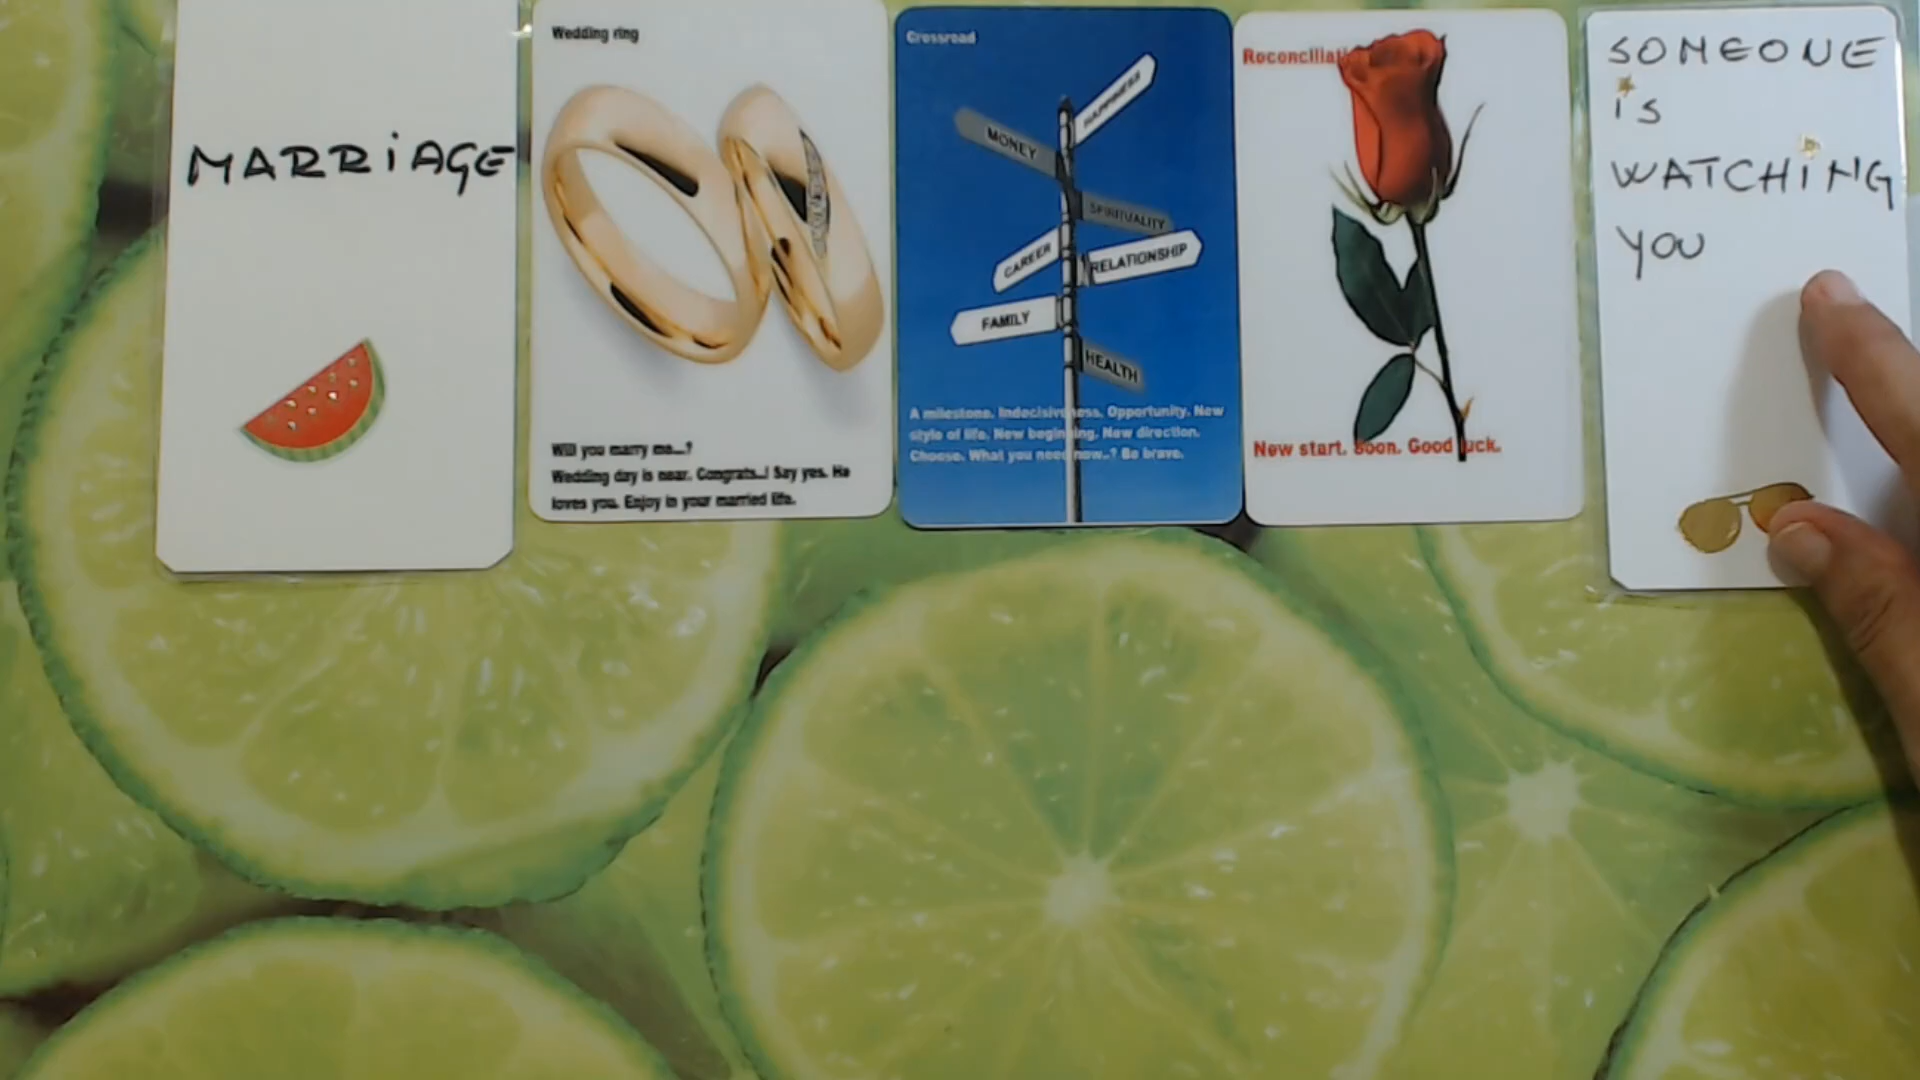 MARRiAGE
Wedding ring
Will you marry me...?
Wedding day is near. Congrats..! Say yes. He
loves you. Enjoy in your married life.
Crossroad
HAPPINESS
MONEY
SPIRITUALITY
CAREER
RELATIONSHIP
FAMILY
HEALTH
A milestone. Indecisiveness. Opportunity. New
style of life. New beginning. New direction.
Choose. What you need now..? Be brave.
Reconciliati
New start. Soon. Good luck.
SOMEONE
iS
WATCHiNG
YOU